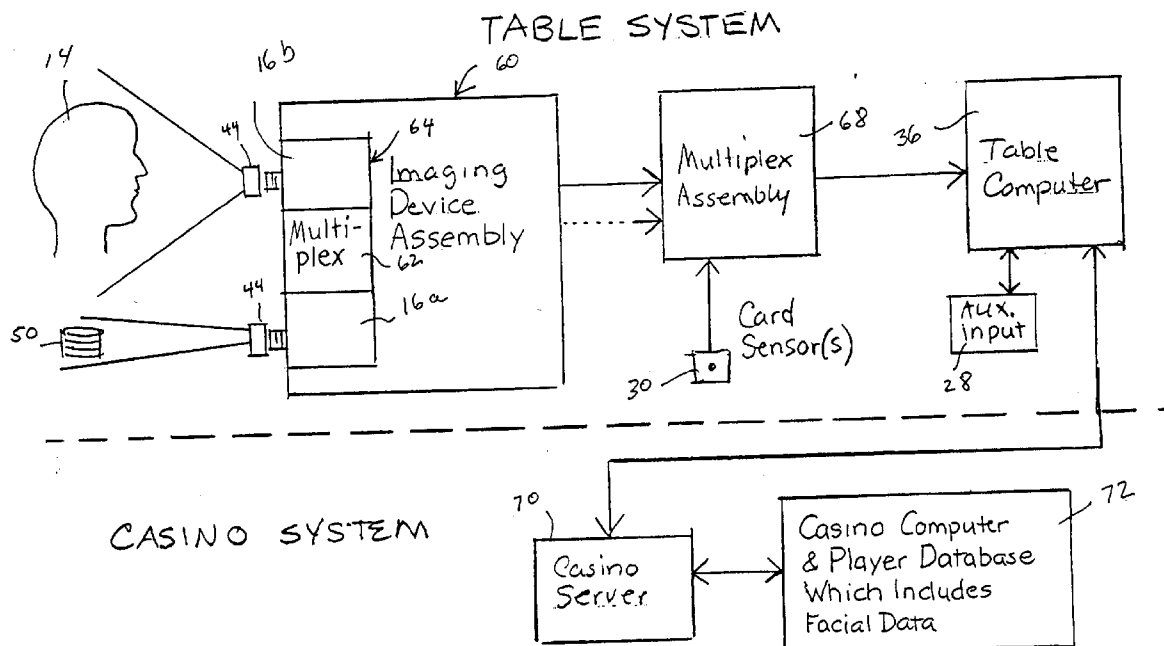 TABLE SYSTEM
14
16b
60
44
64
Imaging
Device
Assembly
Multi-
plex
62
16a
44
50
68
Multiplex
Assembly
Card
Sensor(s)
30
36
Table
Computer
Aux.
input
28
CASINO SYSTEM
70
Casino
Server
72
Casino Computer
& Player Database
Which Includes
Facial Data